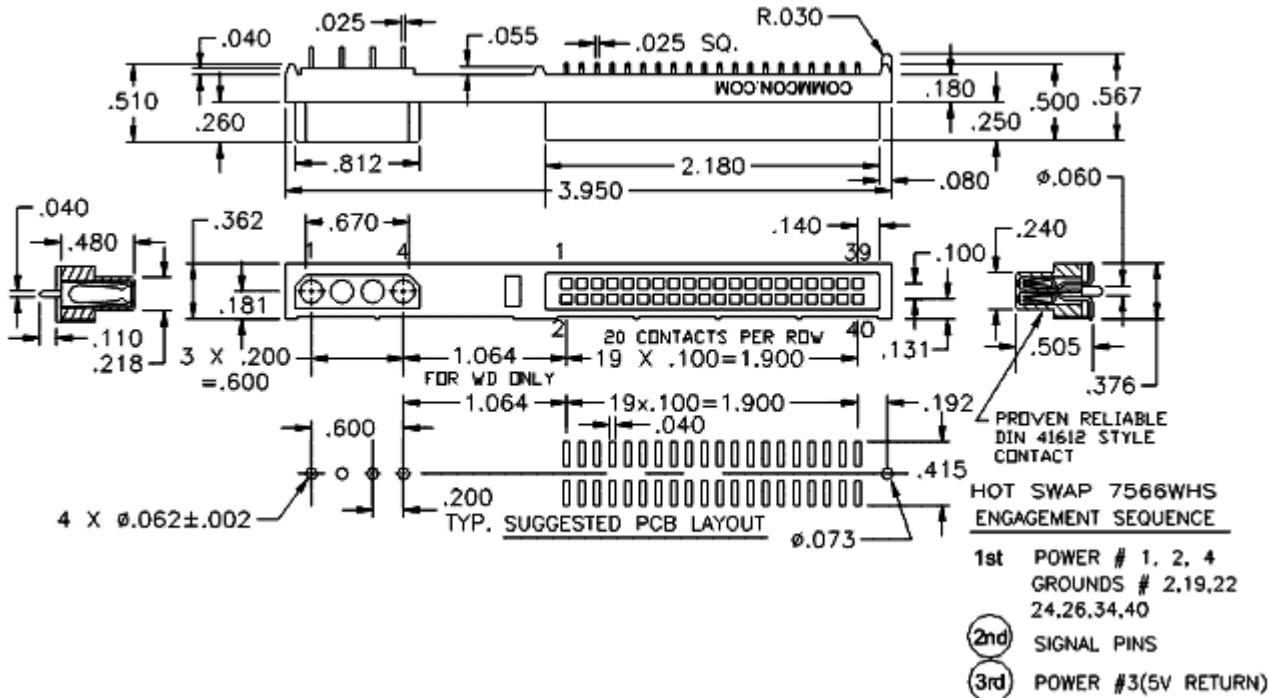 .025
R.030
.040
.055
.025 SQ.
COMMCON.COM
.510
.260
.180
.500
.567
.250
.812
2.180
3.950
.080
Ø.060
.040
.480
.362
.670
.140
.240
.100
1
4
1
39
.181
2
40
20 CONTACTS PER ROW
.131
.110
.218
3 X .200
=.600
1.064
19 X .100=1.900
.505
.376
FOR WD ONLY
1.064
19x.100=1.900
.192
PROVEN RELIABLE
DIN 41612 STYLE
CONTACT
.600
.040
.415
.200
4 X Ø.062±.002
TYP.
SUGGESTED PCB LAYOUT
Ø.073
HOT SWAP 7566WHS
ENGAGEMENT SEQUENCE
1st POWER # 1, 2, 4
GROUNDS # 2,19,22
24,26,34,40
2nd SIGNAL PINS
3rd POWER #3(5V RETURN)